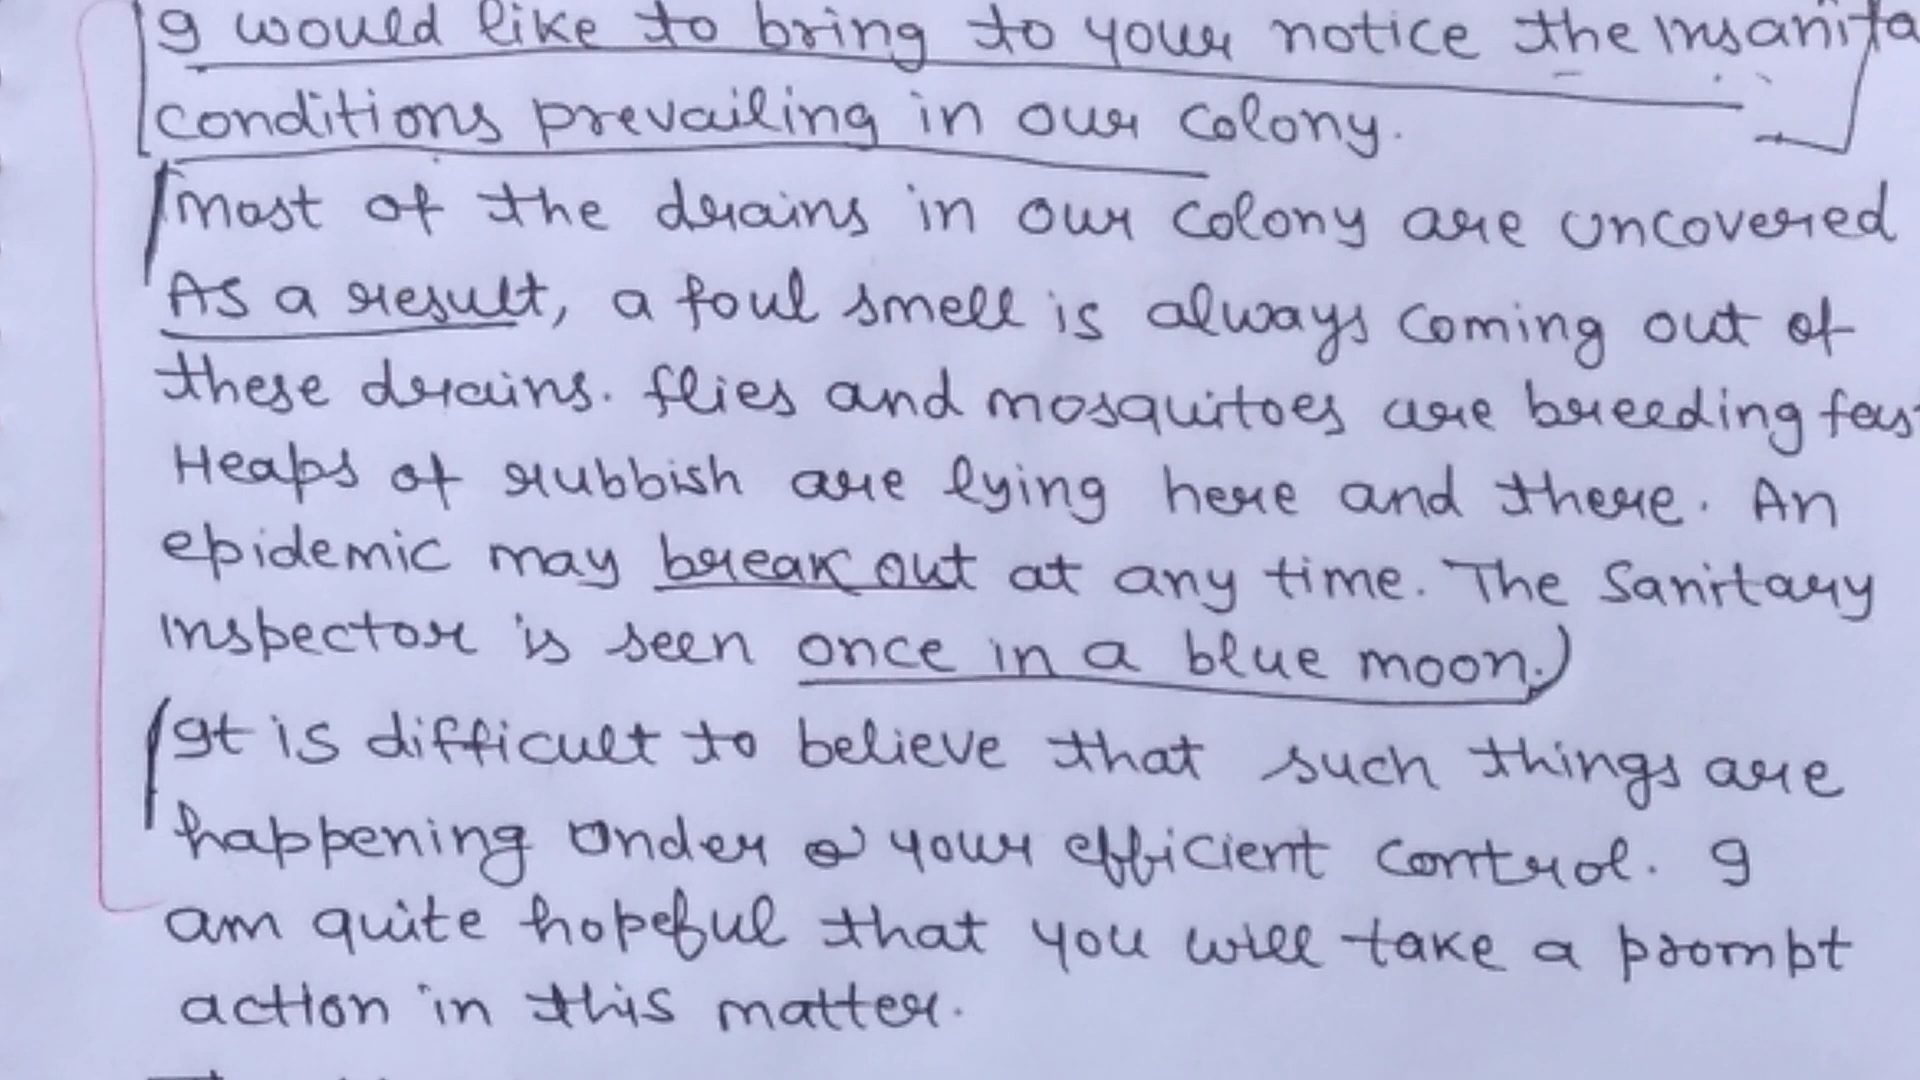 I would like to bring to your notice the insanita
conditions prevailing in our colony.
most of the drains in our colony are uncovered
As a result, a foul smell is always coming out of
these drains. flies and mosquitoes are breeding fas
Heaps of rubbish are lying here and there. An
epidemic may break out at any time. The Sanitary
inspector is seen once in a blue moon.)
It is difficult to believe that such things are
happening under your efficient control. I
am quite hopeful that you will take a prompt
action in this matter.